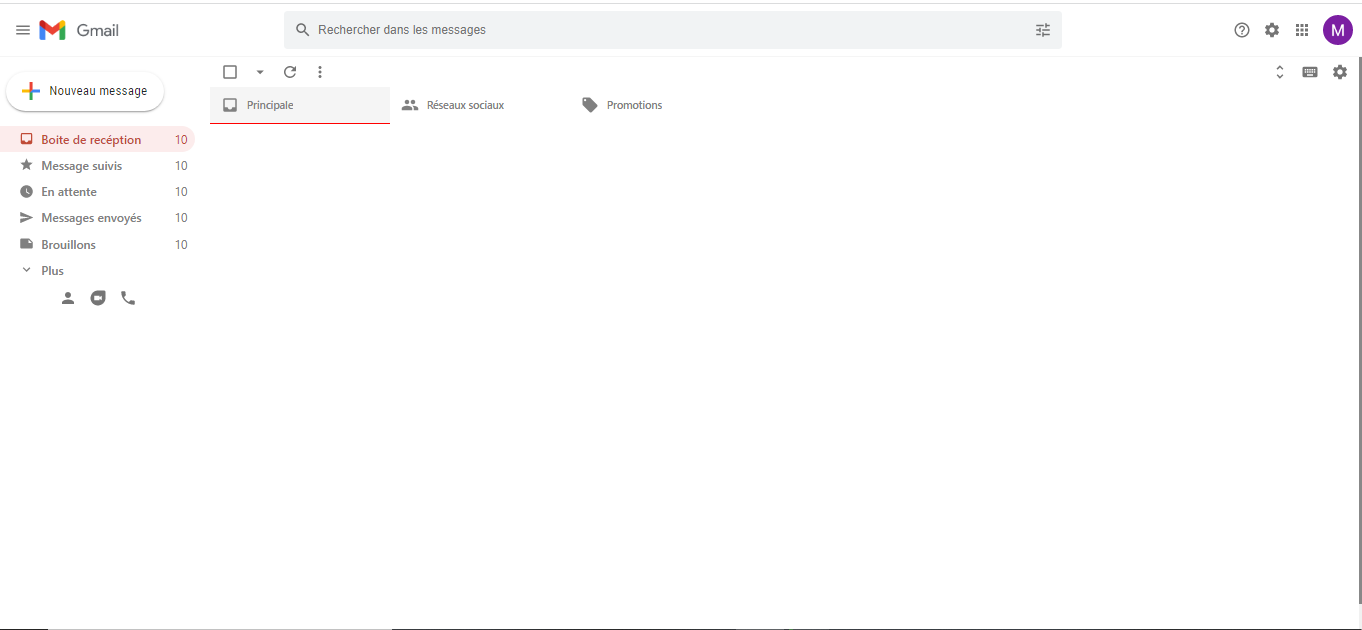 Gmail
Rechercher dans les messages
M
Nouveau message
Principale
Réseaux sociaux
Promotions
Boite de recéption 10
Message suivis 10
En attente 10
Messages envoyés 10
Brouillons 10
Plus